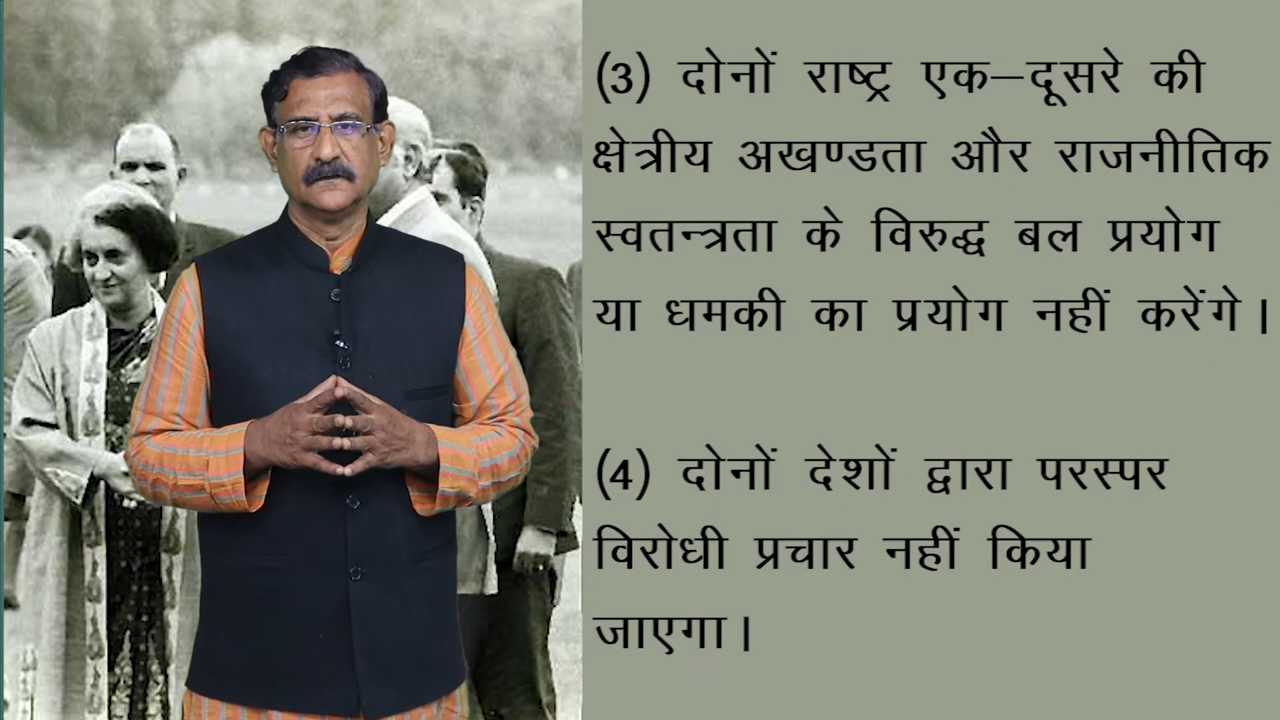 (3) दोनों राष्ट्र एक–दूसरे की
क्षेत्रीय अखण्डता और राजनीतिक
स्वतन्त्रता के विरुद्ध बल प्रयोग
या धमकी का प्रयोग नहीं करेंगे।
(4) दोनों देशों द्वारा परस्पर
विरोधी प्रचार नहीं किया
जाएगा।